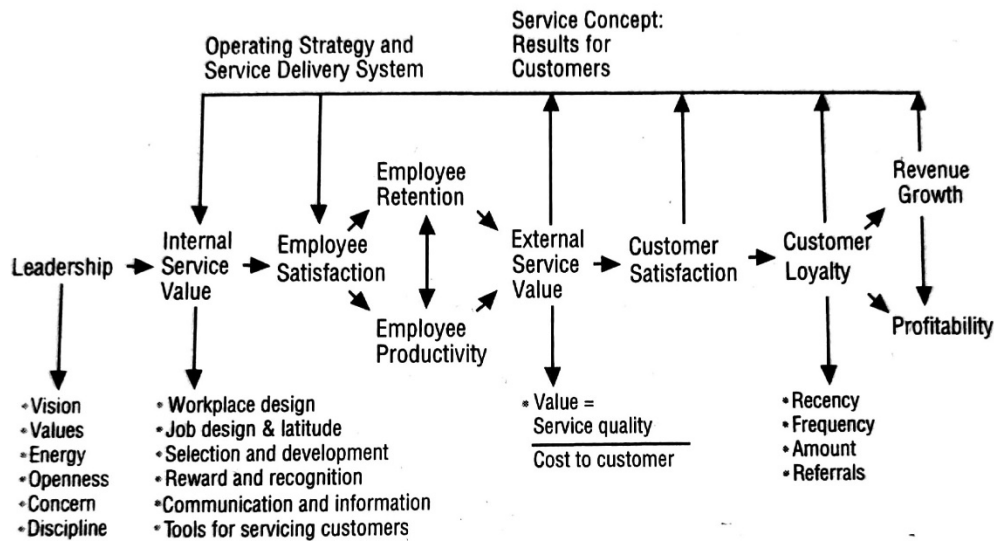 Operating Strategy and
Service Delivery System
Service Concept:
Results for
Customers
Leadership
Internal
Service
Value
Employee
Satisfaction
Employee
Retention
Employee
Productivity
External
Service
Value
Customer
Satisfaction
Customer
Loyalty
Revenue
Growth
Profitability
• Vision
• Values
• Energy
• Openness
• Concern
• Discipline
• Workplace design
• Job design & latitude
• Selection and development
• Reward and recognition
• Communication and information
• Tools for servicing customers
• Value =
Service quality
Cost to customer
• Recency
• Frequency
• Amount
• Referrals